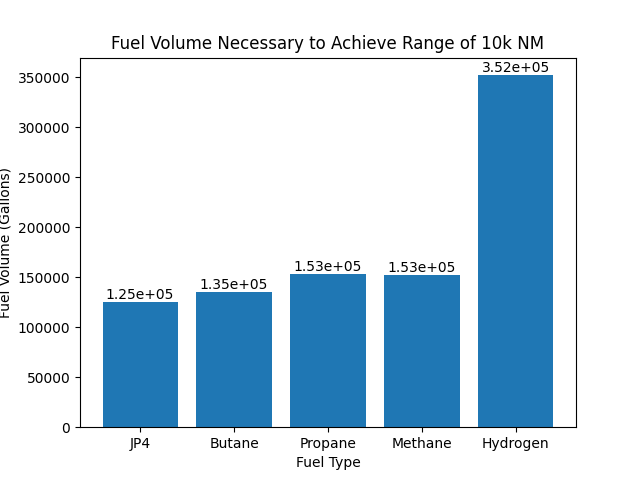 Fuel Volume Necessary to Achieve Range of 10k NM
Fuel Volume (Gallons)
350000
300000
250000
200000
150000
100000
50000
0
1.25e+05
1.35e+05
1.53e+05
1.53e+05
3.52e+05
JP4
Butane
Propane
Methane
Hydrogen
Fuel Type